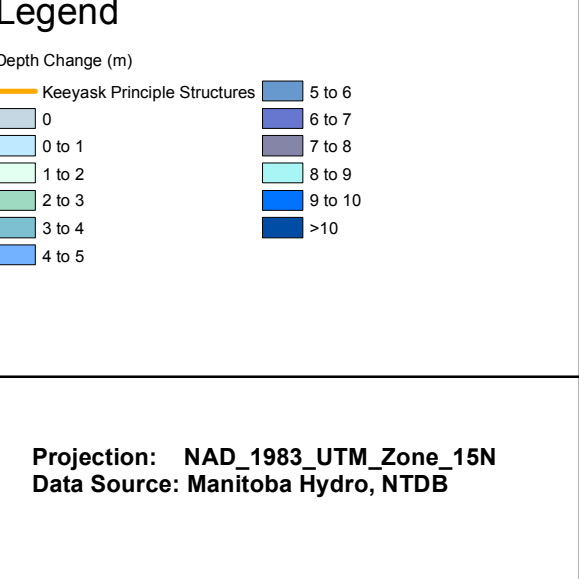 Legend
Depth Change (m)
Keeyask Principle Structures
0
0 to 1
1 to 2
2 to 3
3 to 4
4 to 5
5 to 6
6 to 7
7 to 8
8 to 9
9 to 10
>10
Projection: NAD_1983_UTM_Zone_15N
Data Source: Manitoba Hydro, NTDB